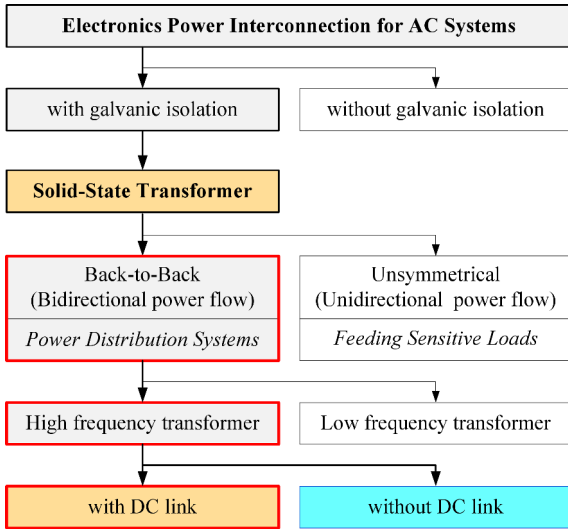 Electronics Power Interconnection for AC Systems
with galvanic isolation
without galvanic isolation
Solid-State Transformer
Back-to-Back
(Bidirectional power flow)
Power Distribution Systems
Unsymmetrical
(Unidirectional power flow)
Feeding Sensitive Loads
High frequency transformer
Low frequency transformer
with DC link
without DC link